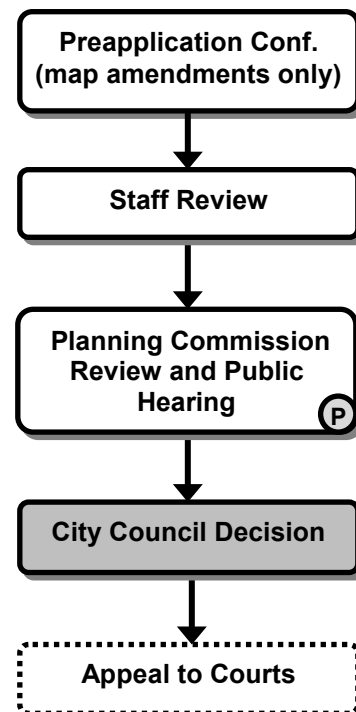 Preapplication Conf.
(map amendments only)
Staff Review
Planning Commission
Review and Public
Hearing
P
City Council Decision
Appeal to Courts